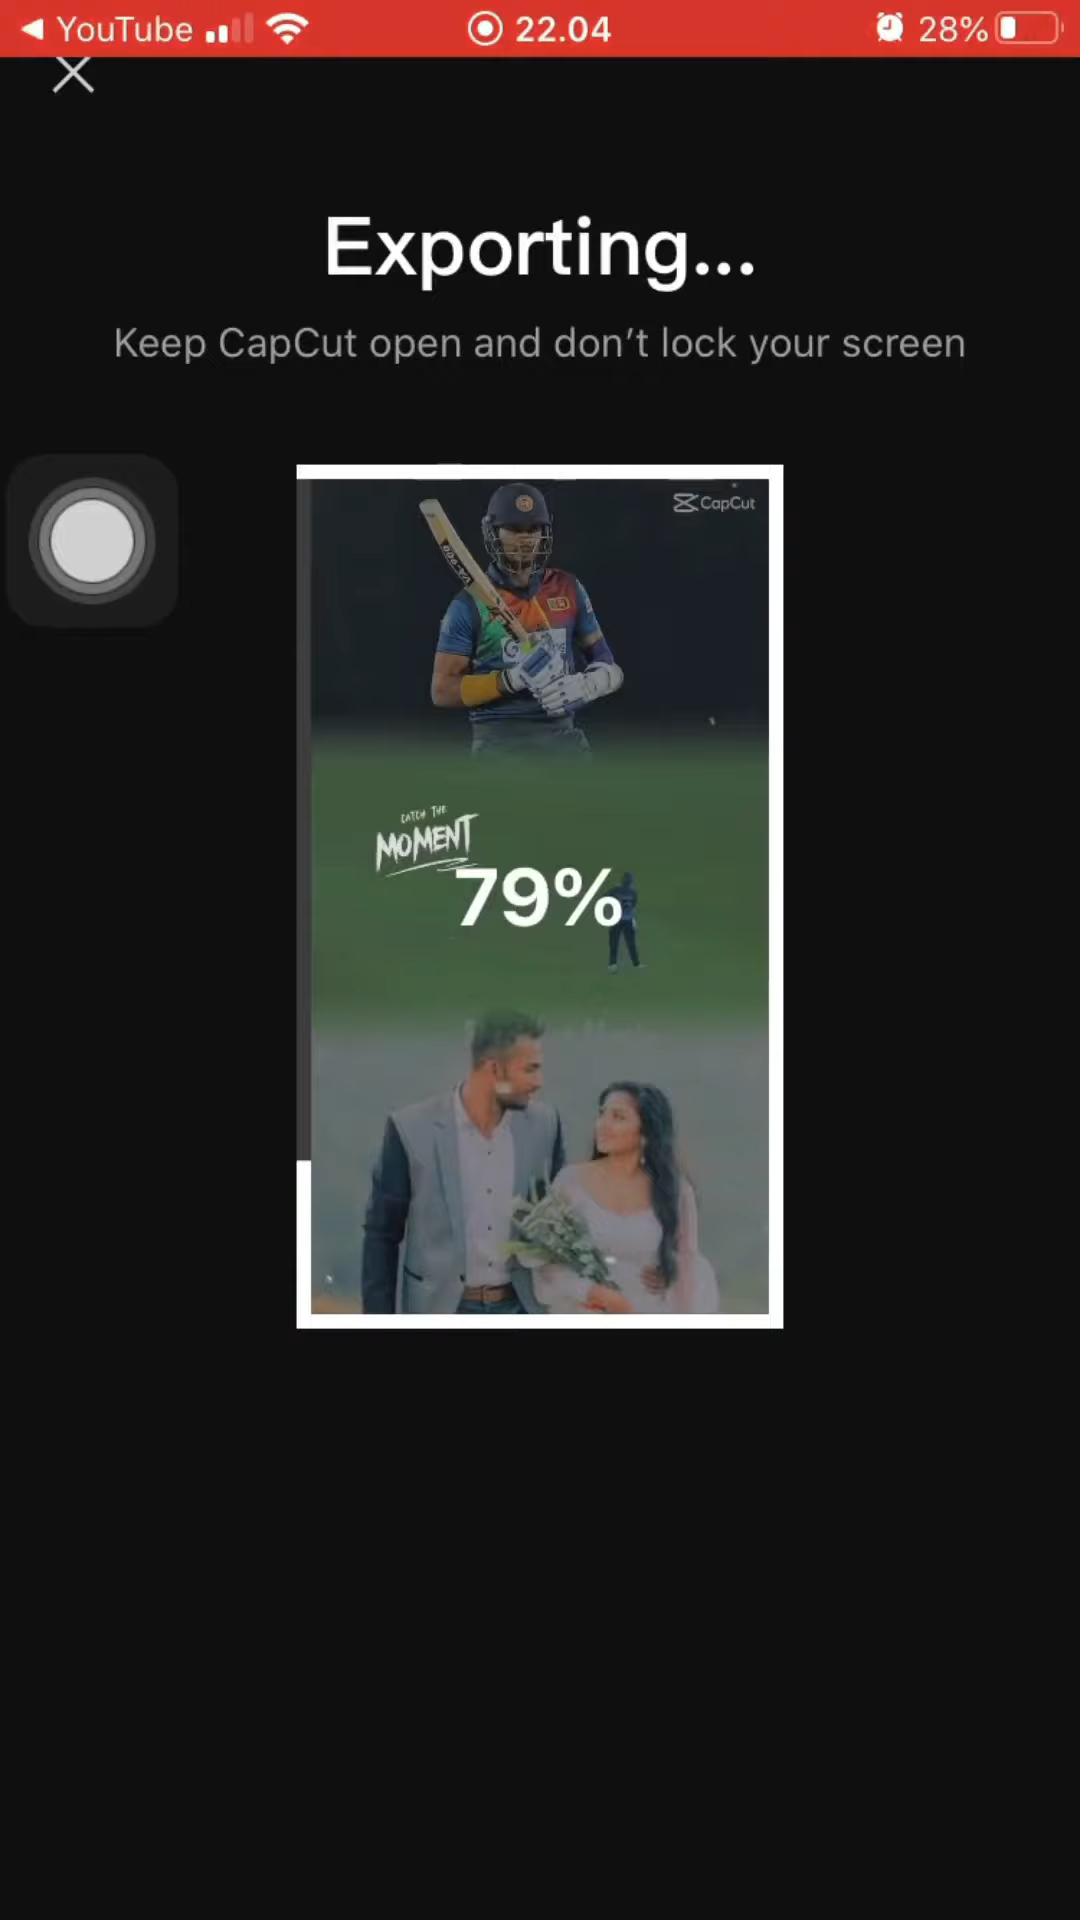 YouTube
22.04
28%
Exporting...
Keep CapCut open and don’t lock your screen
CapCut
CATCH THE
MOMENT
79%